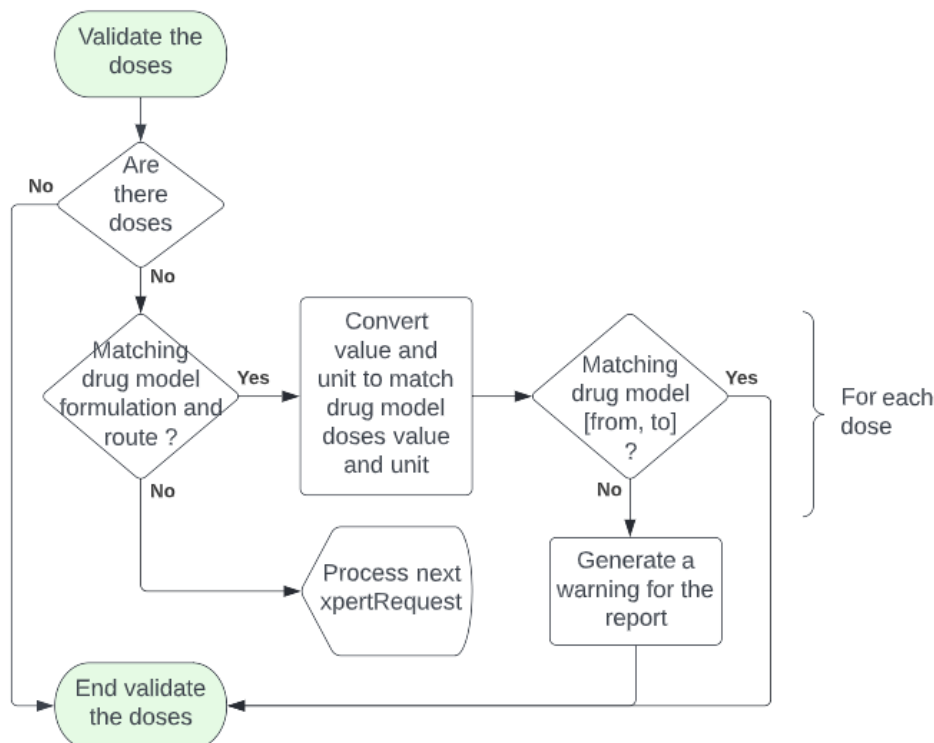 Validate the
doses
Are
there
doses
No
No
Matching
drug model
formulation and
route ?
Yes
No
Convert
value and
unit to match
drug model
doses value
and unit
Matching
drug model
[from, to]
?
Yes
No
For each
dose
Process next
xpertRequest
Generate a
warning for the
report
End validate
the doses